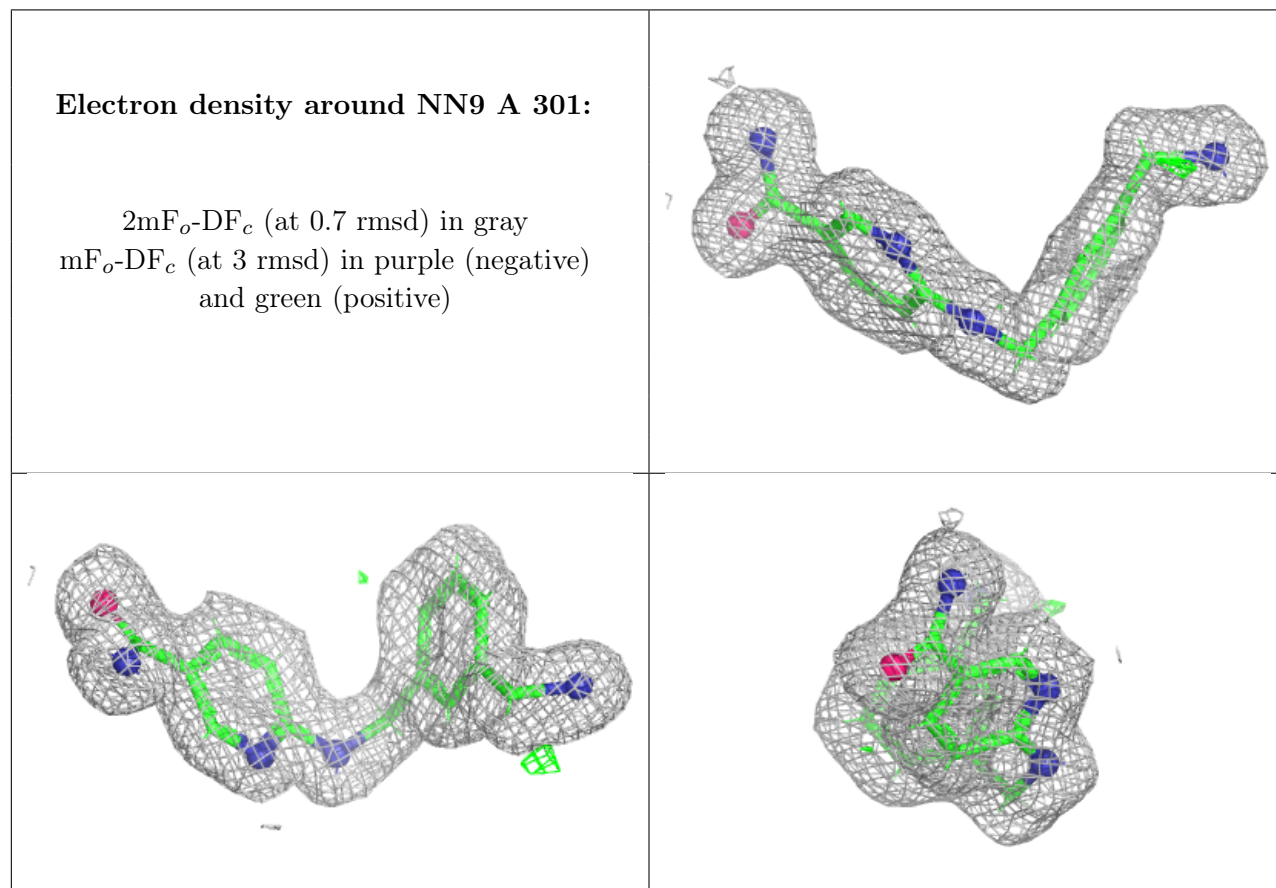 Electron density around NN9 A 301:
2mFo-DFc (at 0.7 rmsd) in gray
mFo-DFc (at 3 rmsd) in purple (negative)
and green (positive)